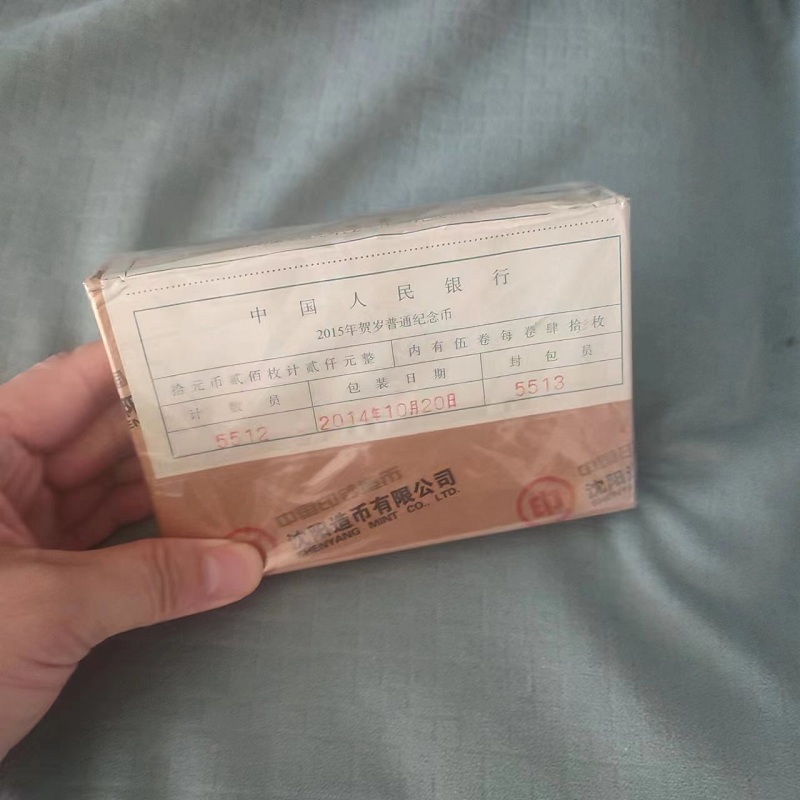 中国人民银行
2015年贺岁普通纪念币
拾元币贰佰枚计贰仟元整 内有伍卷每卷肆拾枚
计数员 包装日期 封包员
5512 2014年10月20日 5513
沈阳造币有限公司
SHENYANG MINT CO., LTD.
沈阳造